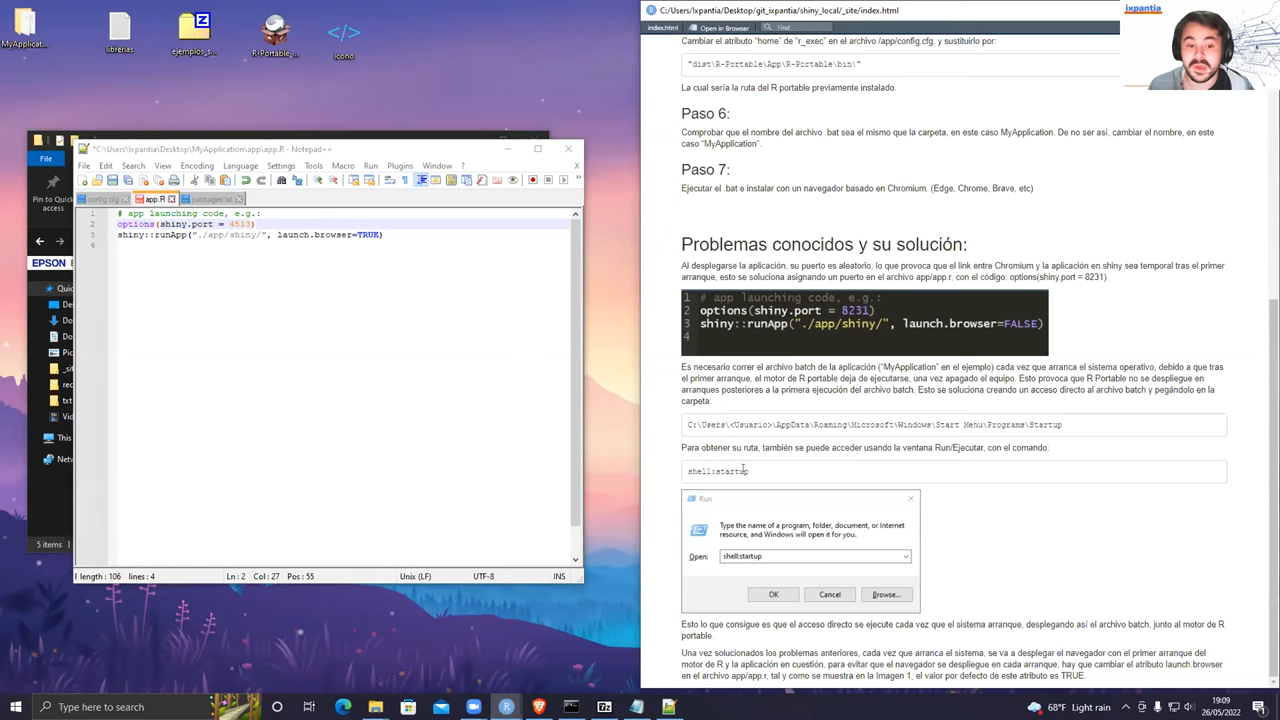 C:/Users/Ixpantia/Desktop/git_ixpantia/shiny_local/_site/index.html
index.html
Open in Browser
Find
ixpantia
MyApplication
librerias
ejemplos.zip
R-Portable
icono
Cambiar el atributo “home” de “r_exec” en el archivo /app/config.cfg, y sustituirlo por:
"dist\R-Portable\App\R-Portable\bin\"
La cual sería la ruta del R portable previamente instalado.
Paso 6:
Comprobar que el nombre del archivo .bat sea el mismo que la carpeta, en este caso MyApplication. De no ser así, cambiar el nombre, en este
caso “MyApplication”.
Paso 7:
Ejecutar el .bat e instalar con un navegador basado en Chromium. (Edge, Chrome, Brave, etc)
Problemas conocidos y su solución:
Al desplegarse la aplicación, su puerto es aleatorio, lo que provoca que el link entre Chromium y la aplicación en shiny sea temporal tras el primer
arranque, esto se soluciona asignando un puerto en el archivo app/app.r, con el código: options(shiny.port = 8231)
1 # app launching code, e.g.:
2 options(shiny.port = 8231)
3 shiny::runApp("./app/shiny/", launch.browser=FALSE)
4
Es necesario correr el archivo batch de la aplicación (“MyApplication” en el ejemplo) cada vez que arranca el sistema operativo, debido a que tras
el primer arranque, el motor de R portable deja de ejecutarse, una vez apagado el equipo. Esto provoca que R Portable no se despliegue en
arranques posteriores a la primera ejecución del archivo batch. Esto se soluciona creando un acceso directo al archivo batch y pegándolo en la
carpeta:
C:\Users\<Usuario>\AppData\Roaming\Microsoft\Windows\Start Menu\Programs\Startup
Para obtener su ruta, también se puede acceder usando la ventana Run/Ejecutar, con el comando:
shell:startup
Run
Type the name of a program, folder, document, or Internet
resource, and Windows will open it for you.
Open:
shell:startup
OK
Cancel
Browse...
Esto lo que consigue es que el acceso directo se ejecute cada vez que el sistema arranque, desplegando así el archivo batch, junto al motor de R
portable.
Una vez solucionados los problemas anteriores, cada vez que arranca el sistema, se va a desplegar el navegador con el primer arranque del
motor de R y la aplicación en cuestión, para evitar que el navegador se despliegue en cada arranque, hay que cambiar el atributo launch.browser
en el archivo app/app.r, tal y como se muestra en la Imagen 1, el valor por defecto de este atributo es TRUE.
*C:\Users\Ixpantia\Desktop\MyApplication\app\app.R - Notepad++
File Edit Search View Encoding Language Settings Tools Macro Run Plugins Window ? X
config.cfg
app.R
packages.txt
1 # app launching code, e.g.:
2 options(shiny.port = 4513)
3 shiny::runApp("./app/shiny/", launch.browser=TRUE)
4
length : 106 lines : 4
Ln : 2 Col : 27 Pos : 55
Unix (LF)
UTF-8
INS
File
Pin to Quick
access
EPSON
5 items
68°F Light rain
19:09
26/05/2022